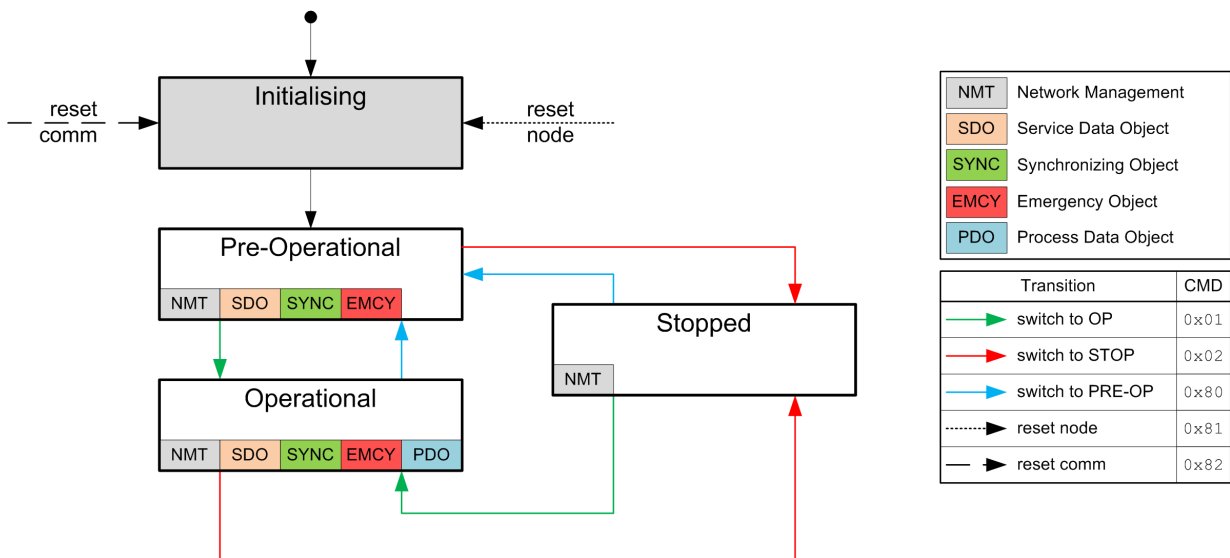 Initialising
reset
comm
reset
node
Pre-Operational
NMT SDO SYNC EMCY
Stopped
NMT
Operational
NMT SDO SYNC EMCY PDO
NMT Network Management
SDO Service Data Object
SYNC Synchronizing Object
EMCY Emergency Object
PDO Process Data Object
Transition CMD
switch to OP 0x01
switch to STOP 0x02
switch to PRE-OP 0x80
reset node 0x81
reset comm 0x82